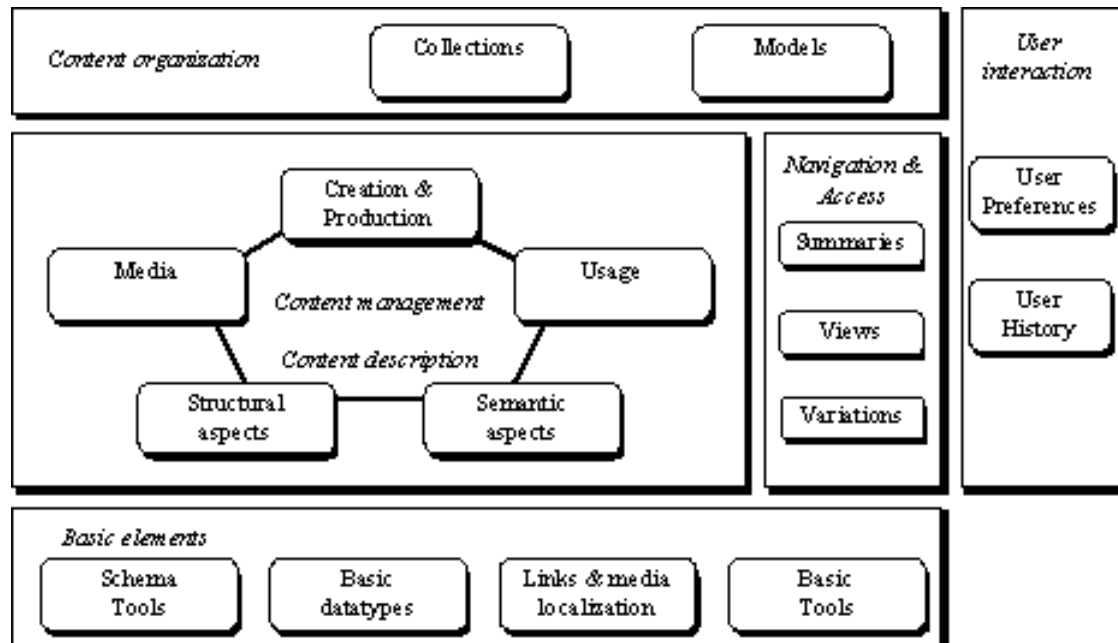 Content organization
Collections
Models
User
interaction
Creation &
Production
Media
Usage
Content management
Content description
Structural
aspects
Semantic
aspects
Navigation &
Access
Summaries
Views
Variations
User
Preferences
User
History
Basic elements
Schema
Tools
Basic
datatypes
Links & media
localization
Basic
Tools